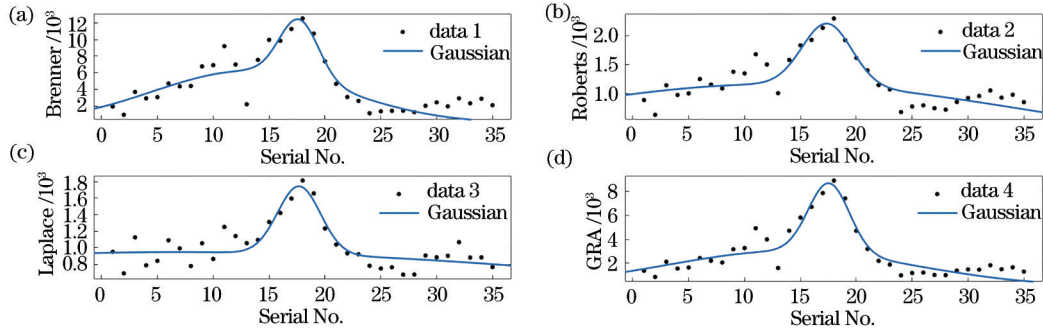 (a)
Brenner /10³
12
10
8
6
4
2
data 1
Gaussian
0 5 10 15 20 25 30 35
Serial No.
(b)
Roberts /10³
2.0
1.5
1.0
data 2
Gaussian
0 5 10 15 20 25 30 35
Serial No.
(c)
Laplace /10³
1.8
1.6
1.4
1.2
1.0
0.8
data 3
Gaussian
0 5 10 15 20 25 30 35
Serial No.
(d)
GRA /10³
8
6
4
2
data 4
Gaussian
0 5 10 15 20 25 30 35
Serial No.